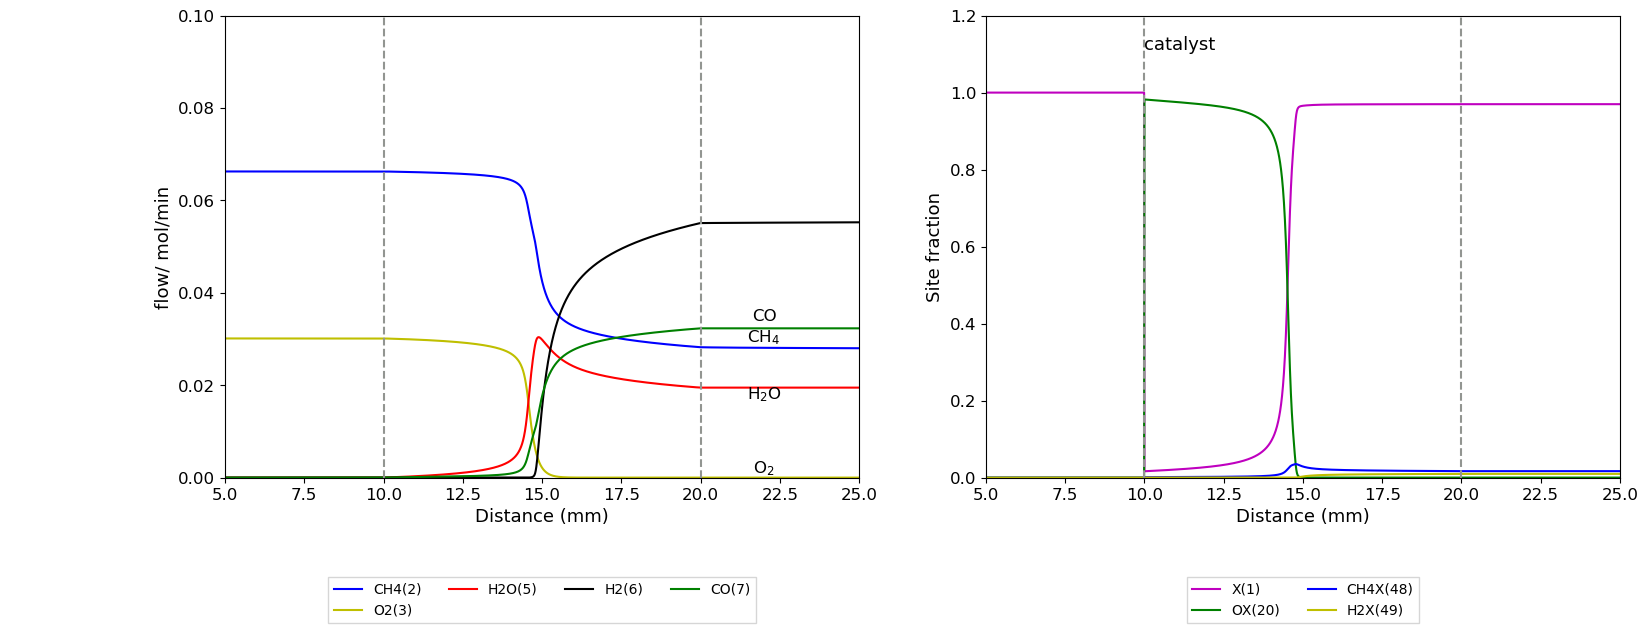 0.10
0.08
0.06
0.04
0.02
0.00
flow/ mol/min
CO
CH₄
H₂O
O₂
5.0 7.5 10.0 12.5 15.0 17.5 20.0 22.5 25.0
Distance (mm)
CH4(2) H2O(5) H2(6) CO(7)
O2(3)
1.2
1.0
0.8
0.6
0.4
0.2
0.0
Site fraction
catalyst
5.0 7.5 10.0 12.5 15.0 17.5 20.0 22.5 25.0
Distance (mm)
X(1) CH4X(48)
OX(20) H2X(49)